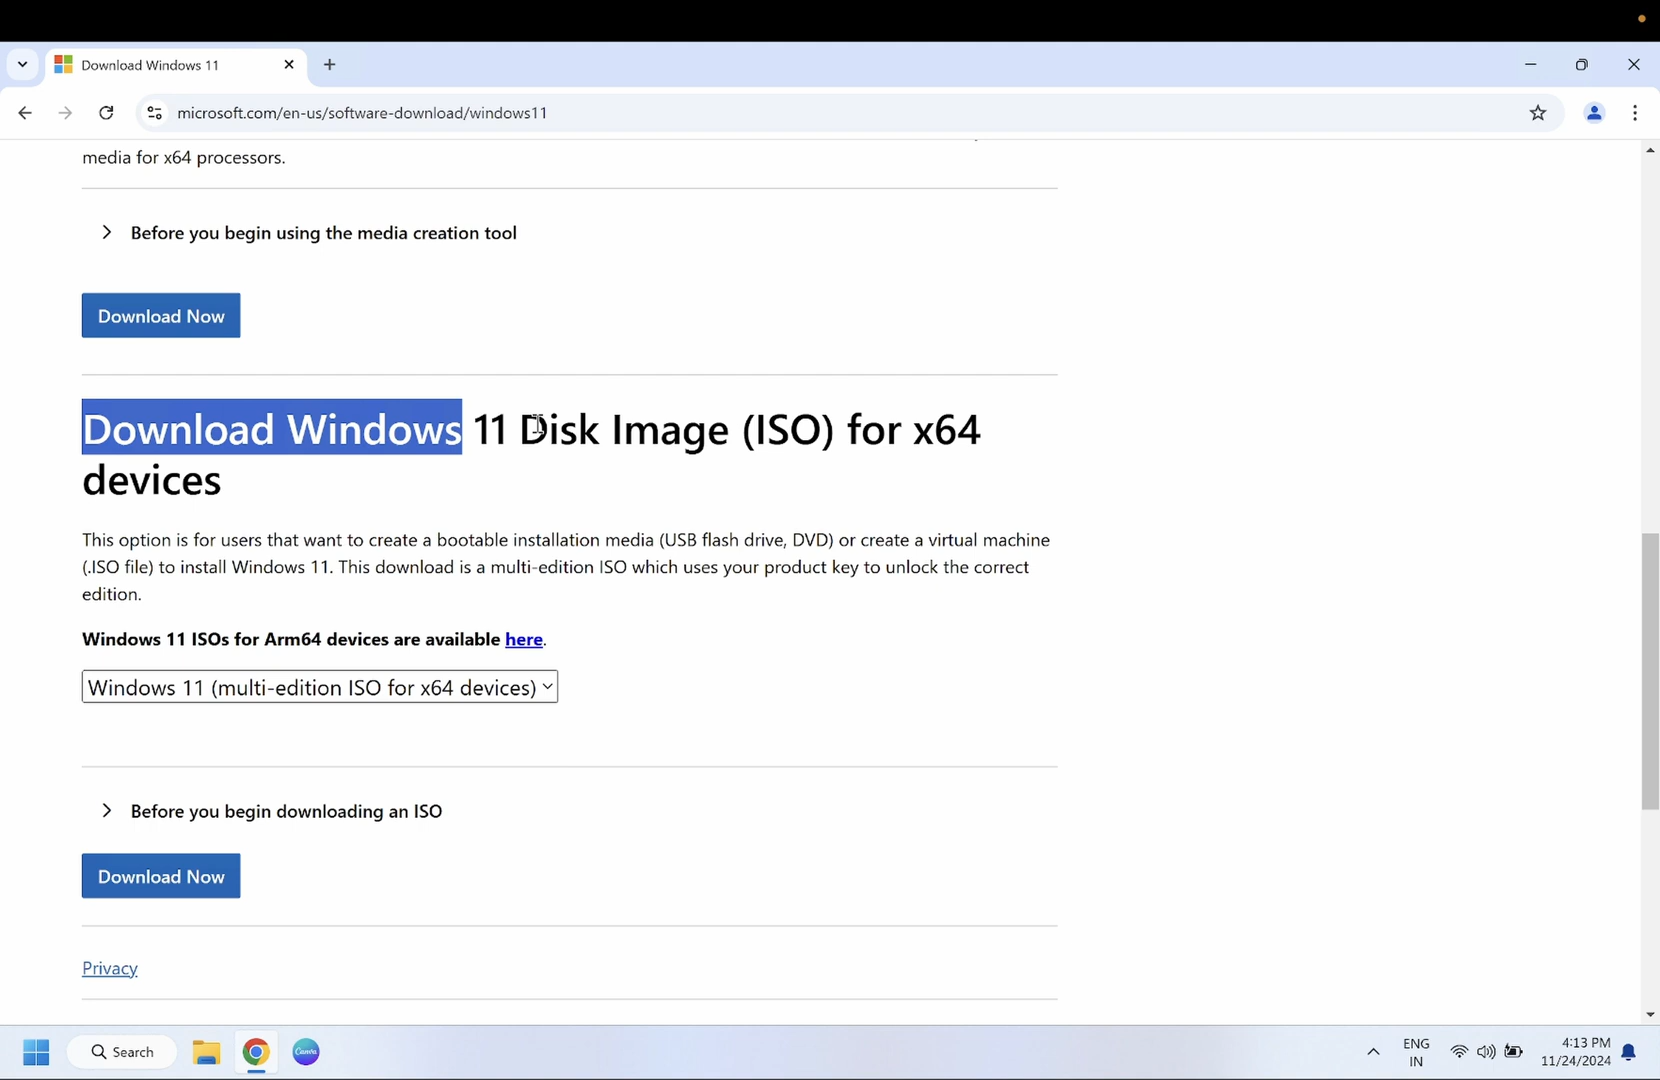 Download Windows 11
microsoft.com/en-us/software-download/windows11
media for x64 processors.
Before you begin using the media creation tool
Download Now
Download Windows 11 Disk Image (ISO) for x64
devices
This option is for users that want to create a bootable installation media (USB flash drive, DVD) or create a virtual machine
(.ISO file) to install Windows 11. This download is a multi-edition ISO which uses your product key to unlock the correct
edition.
Windows 11 ISOs for Arm64 devices are available here.
Windows 11 (multi-edition ISO for x64 devices)
Before you begin downloading an ISO
Download Now
Privacy
Search
Canva
ENG
IN
4:13 PM
11/24/2024